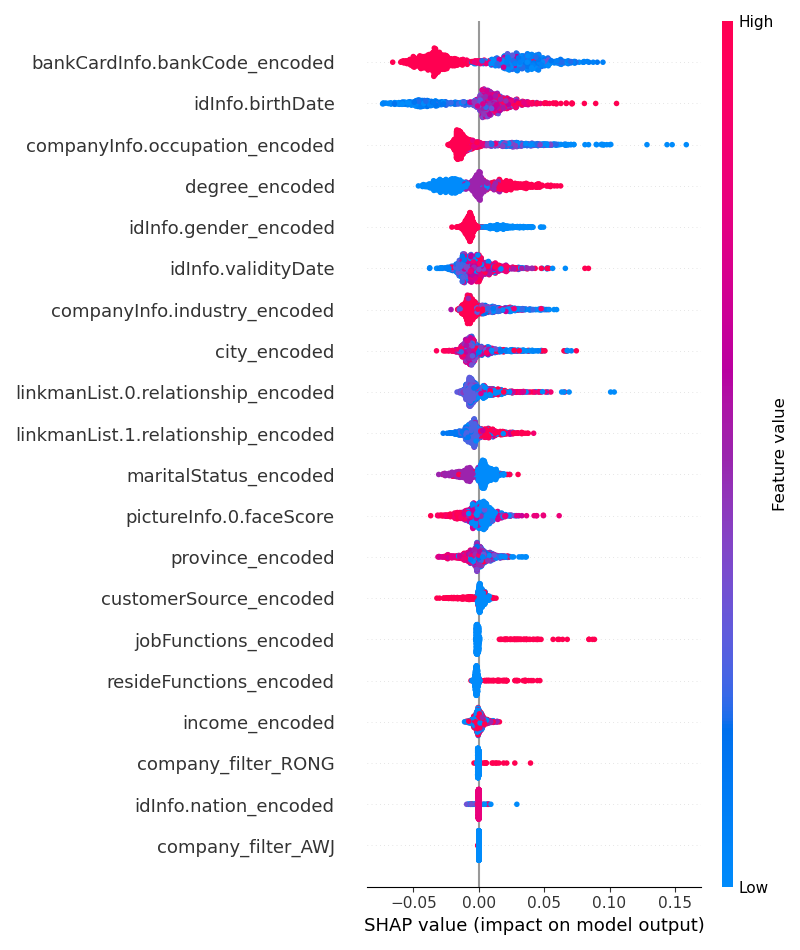 High
bankCardInfo.bankCode_encoded
idInfo.birthDate
companyInfo.occupation_encoded
degree_encoded
idInfo.gender_encoded
idInfo.validityDate
companyInfo.industry_encoded
city_encoded
linkmanList.0.relationship_encoded
linkmanList.1.relationship_encoded
maritalStatus_encoded
pictureInfo.0.faceScore
province_encoded
customerSource_encoded
jobFunctions_encoded
resideFunctions_encoded
income_encoded
company_filter_RONG
idInfo.nation_encoded
company_filter_AWJ
Feature value
Low
−0.05 0.00 0.05 0.10 0.15
SHAP value (impact on model output)